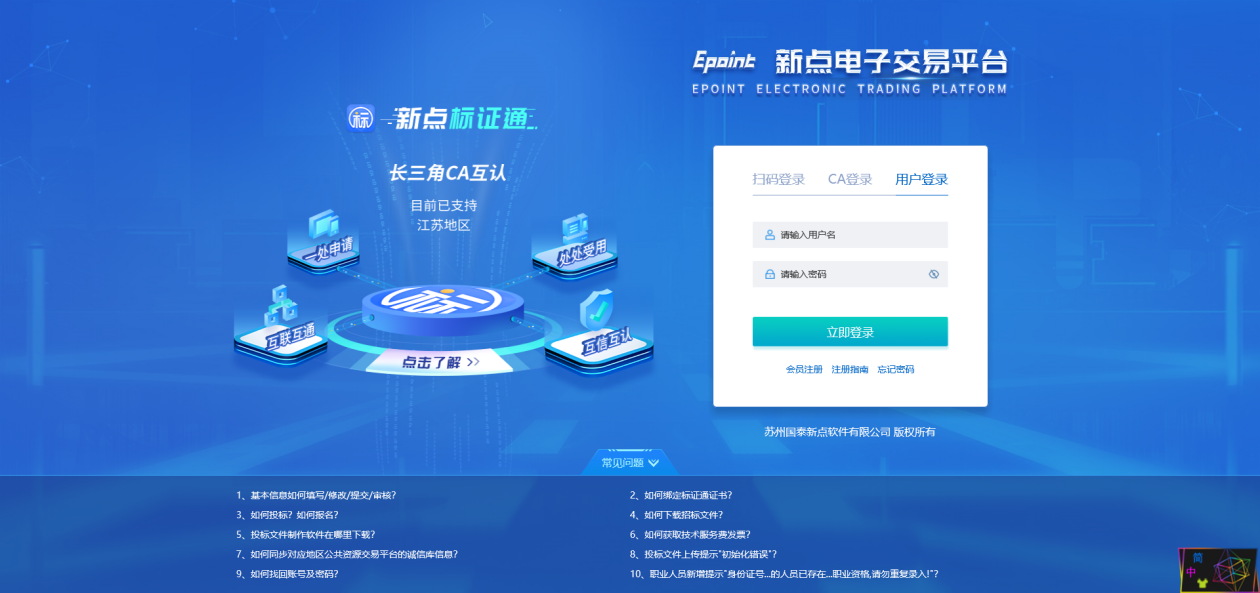 Epoint 新点电子交易平台
EPOINT ELECTRONIC TRADING PLATFORM
标 新点标证通
长三角CA互认
目前已支持
江苏地区
一处申请
处处受用
互联互通
互信互认
标
点击了解 >>
扫码登录 CA登录 用户登录
请输入用户名
请输入密码
立即登录
会员注册 注册指南 忘记密码
苏州国泰新点软件有限公司 版权所有
常见问题
1、基本信息如何填写/修改/提交/审核?
2、如何绑定标证通证书?
3、如何投标? 如何报名?
4、如何下载招标文件?
5、投标文件制作软件在哪里下载?
6、如何获取技术服务费发票?
7、如何同步对应地区公共资源交易平台的诚信库信息?
8、投标文件上传提示"初始化错误"?
9、如何找回账号及密码?
10、职业人员新增提示"身份证号...的人员已存在...职业资格,请勿重复录入!"?
简
中